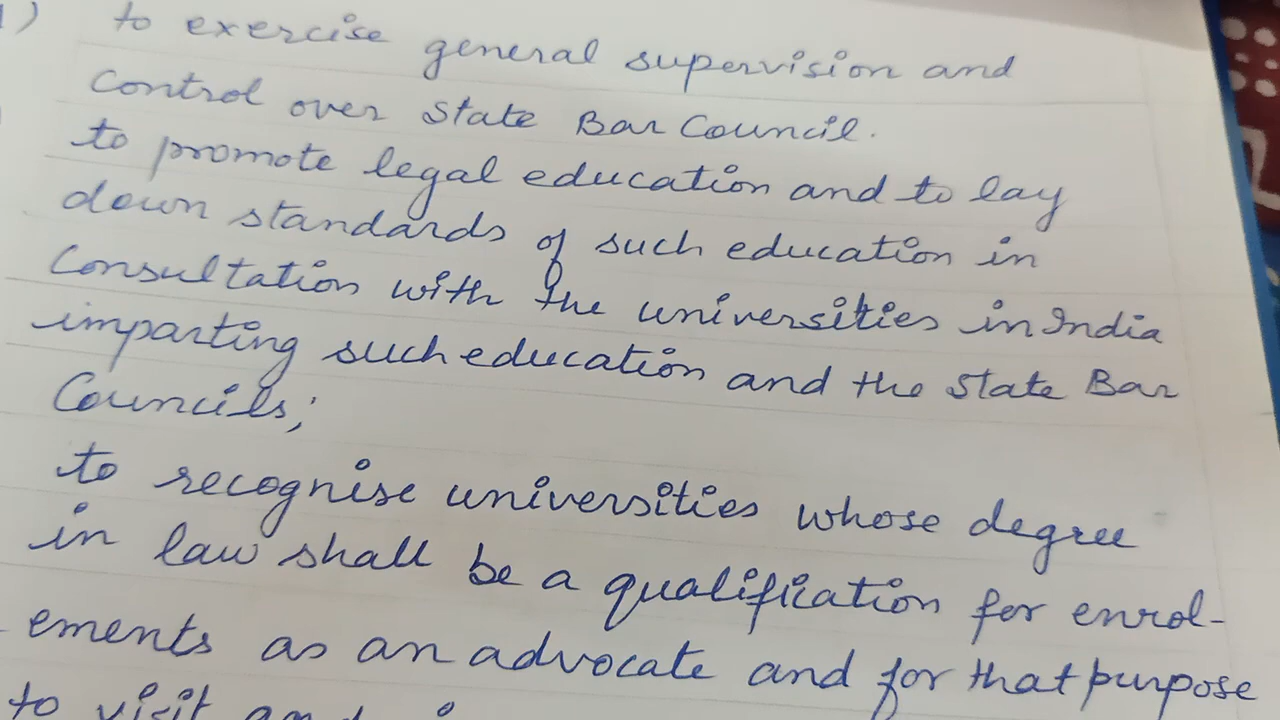 ) to exercise general supervision and
control over State Bar Council.
to promote legal education and to lay
down standards of such education in
Consultation with the universities in India
imparting such education and the State Bar
Councils;
to recognise universities whose degree
in law shall be a qualification for enrol-
ements as an advocate and for that purpose
to visit and